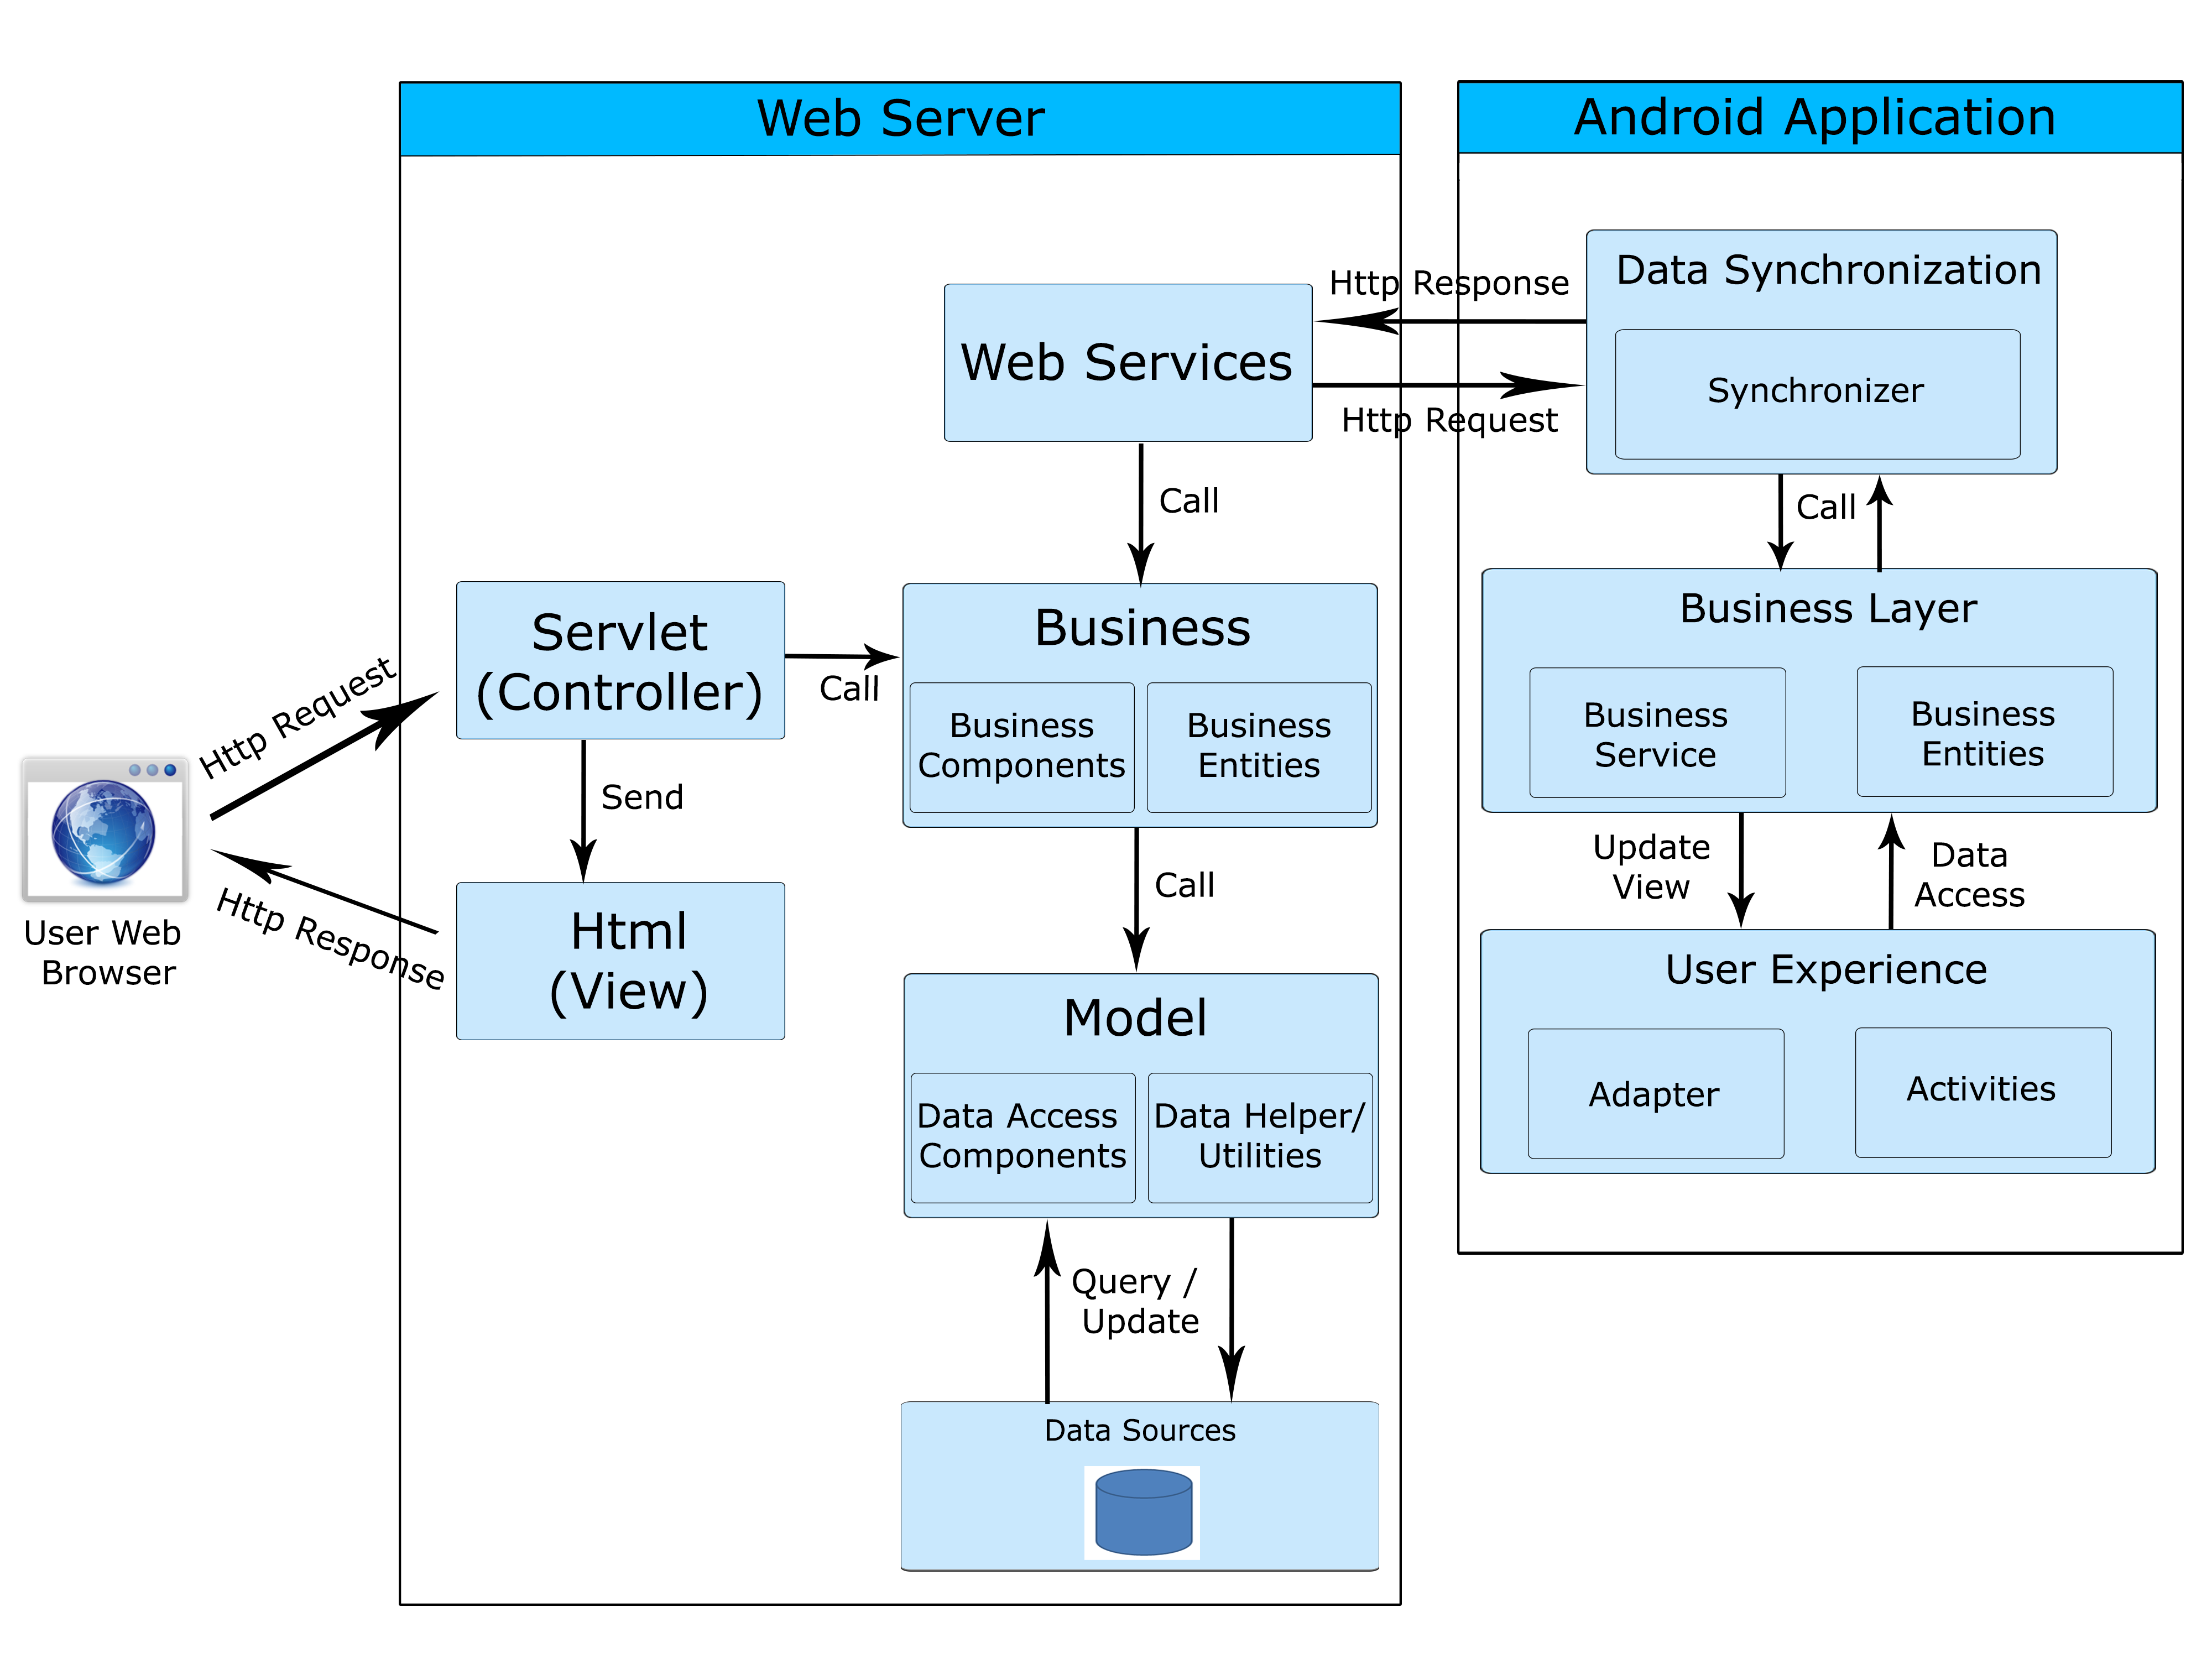 Web Server
Android Application
Data Synchronization
Http Response
Web Services
Synchronizer
Http Request
Call
Call
Servlet
(Controller)
Business
Business Layer
Call
Http Request
Business
Components
Business
Entities
Business
Service
Business
Entities
Send
Update
View
Data
Access
Call
User Web
Browser
Http Response
Html
(View)
User Experience
Model
Adapter
Activities
Data Access
Components
Data Helper/
Utilities
Query /
Update
Data Sources